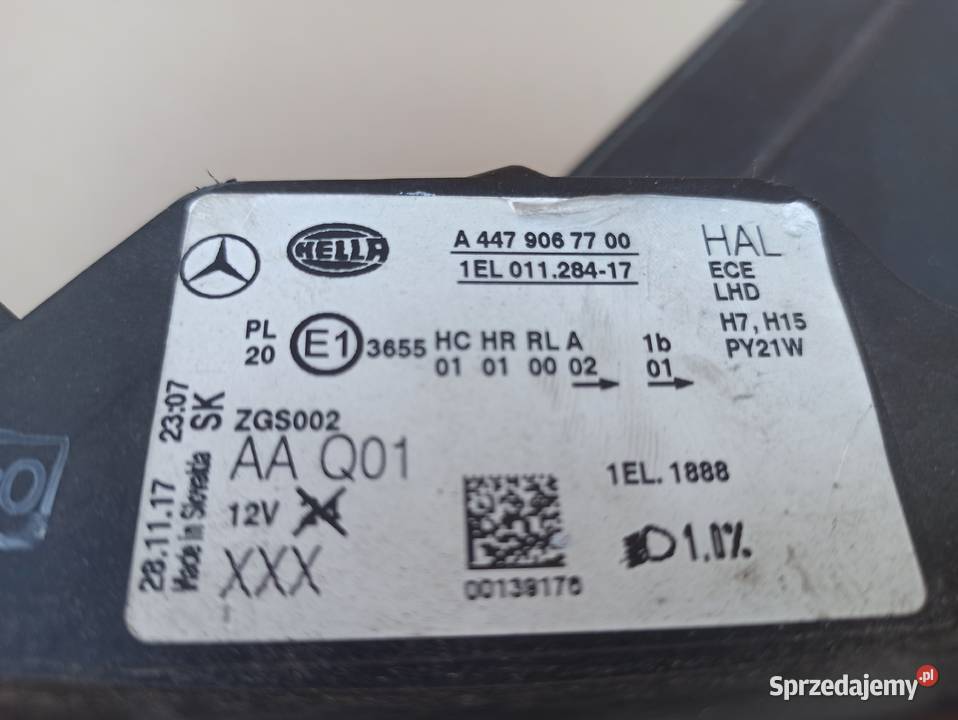 HELLA
A 447 906 77 00
1EL 011.284-17
HAL
ECE
LHD
H7, H15
PY21W
PL
20
E1
3655
HC HR RL A 1b
01 01 00 02 01
ZGS002
AA Q01
12V
XXX
28.11.17 23:07
Made in Slovakia SK
00139176
1EL. 1888
1.0%
Sprzedajemy.pl